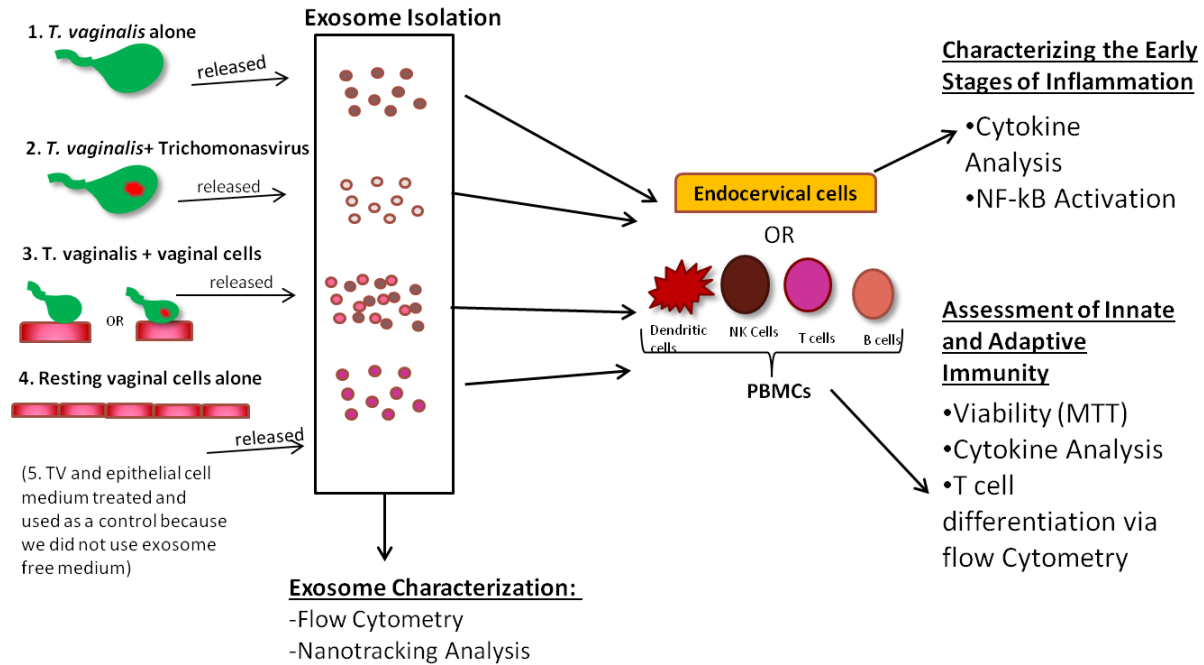 Exosome Isolation
1. T. vaginalis alone
released
2. T. vaginalis+ Trichomonasvirus
released
3. T. vaginalis + vaginal cells
released
OR
4. Resting vaginal cells alone
released
(5. TV and epithelial cell
medium treated and
used as a control because
we did not use exosome
free medium)
Exosome Characterization:
-Flow Cytometry
-Nanotracking Analysis
Endocervical cells
OR
Dendritic
cells
NK Cells
T cells
B cells
PBMCs
Characterizing the Early
Stages of Inflammation
•Cytokine
Analysis
•NF-kB Activation
Assessment of Innate
and Adaptive
Immunity
•Viability (MTT)
•Cytokine Analysis
•T cell
differentiation via
flow Cytometry